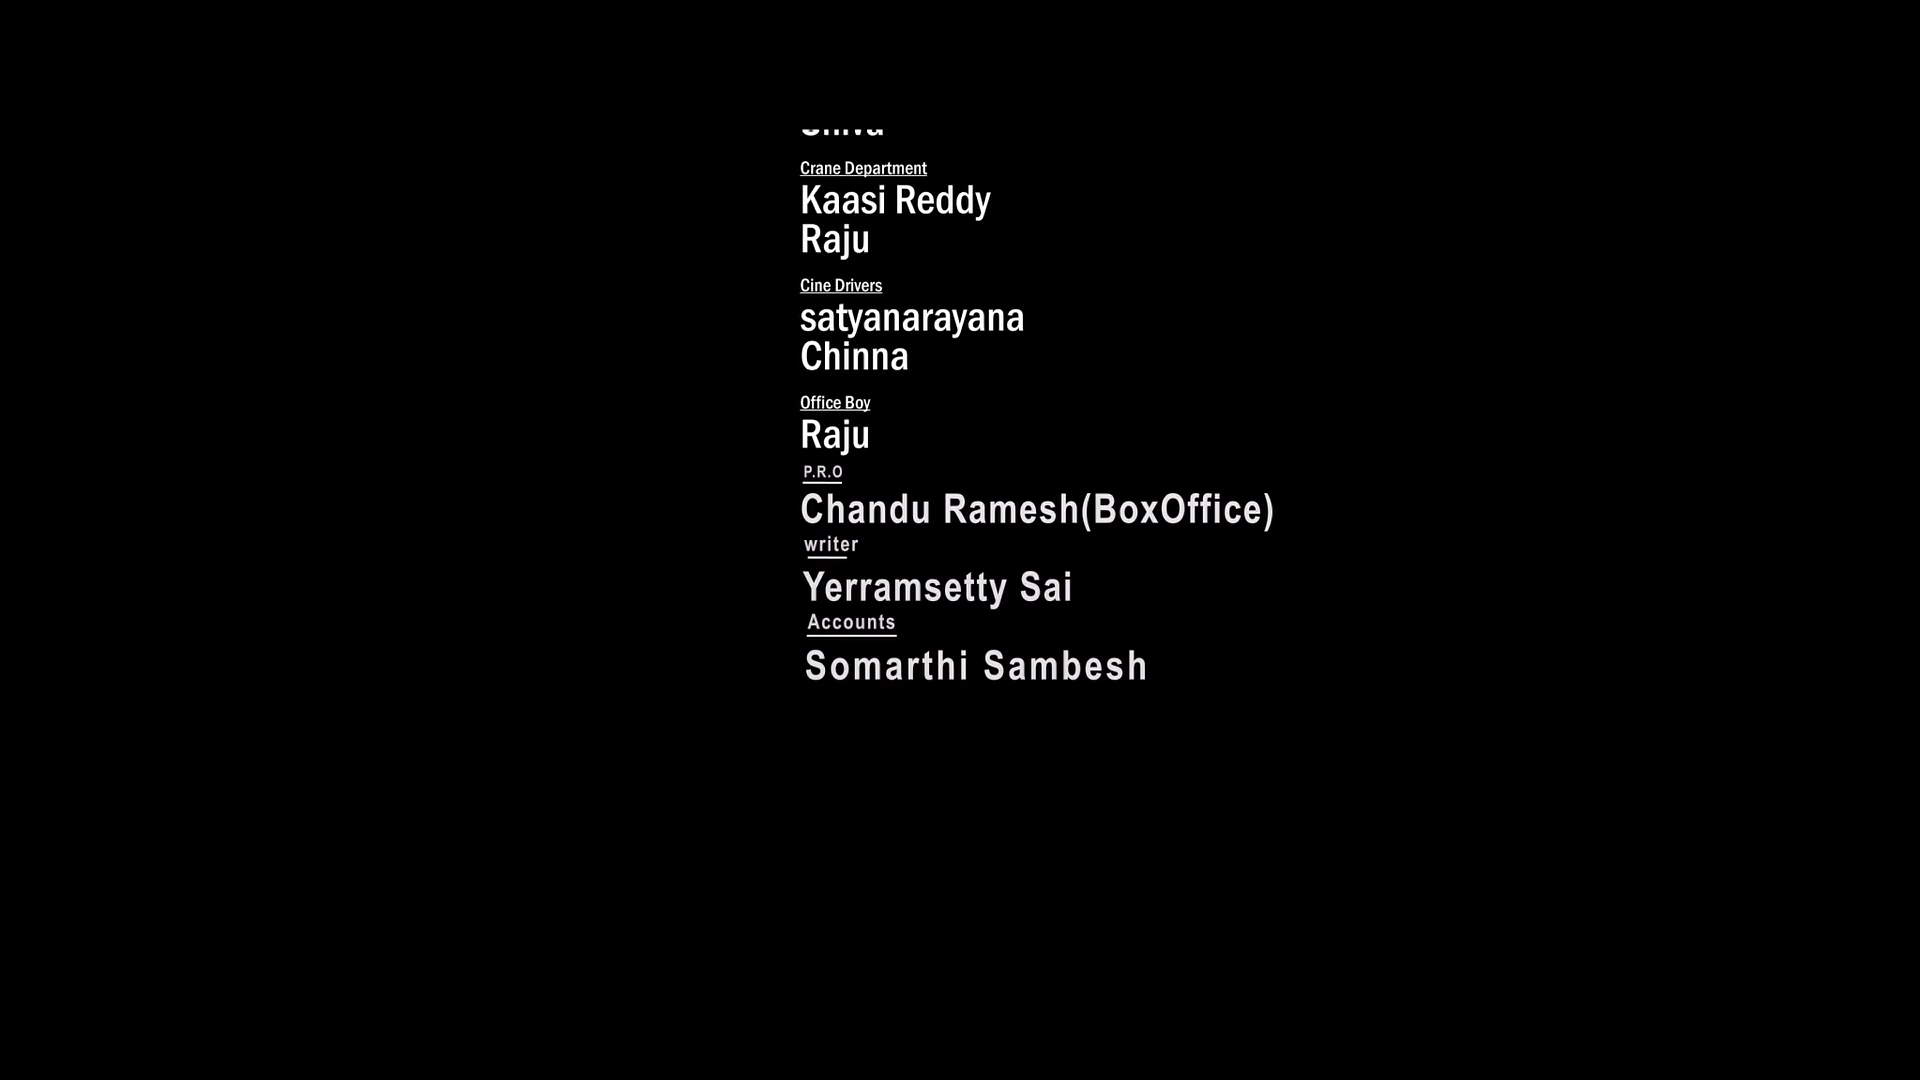 Crane Department
Kaasi Reddy
Raju
Cine Drivers
satyanarayana
Chinna
Office Boy
Raju
P.R.O
Chandu Ramesh(BoxOffice)
writer
Yerramsetty Sai
Accounts
Somarthi Sambesh